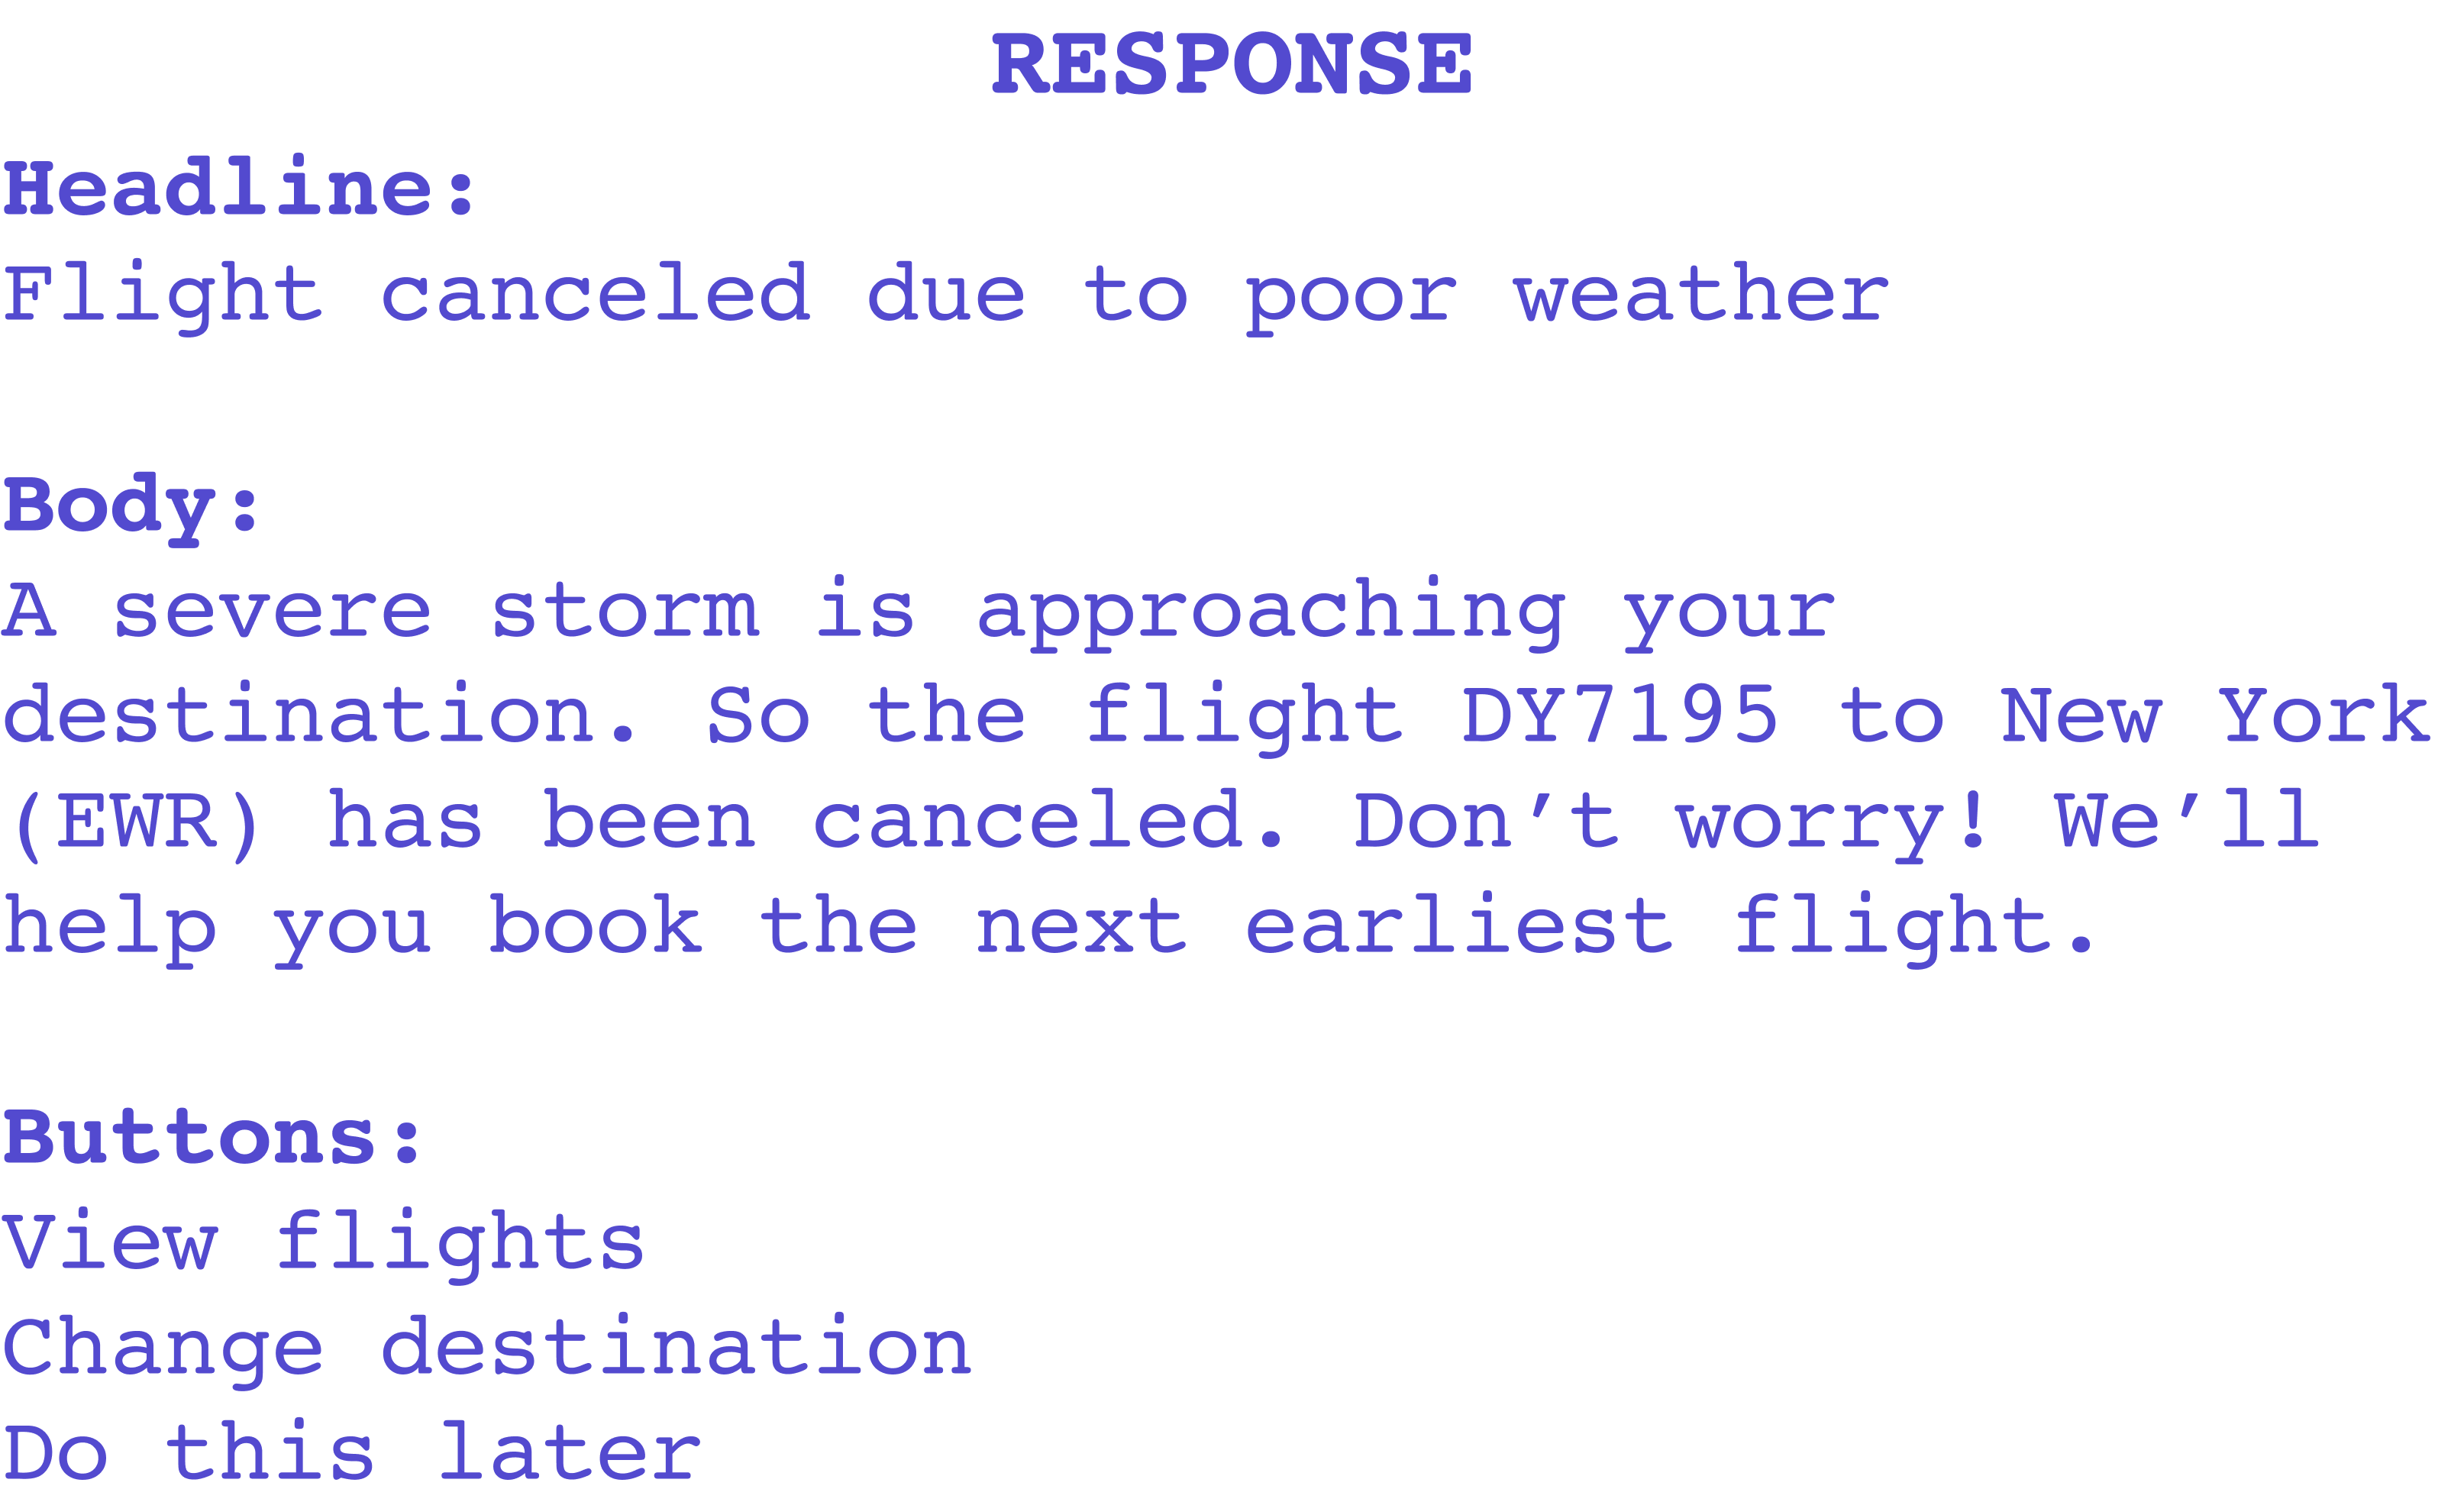 RESPONSE
Headline:
Flight canceled due to poor weather
Body:
A severe storm is approaching your
destination. So the flight DY7195 to New York
(EWR) has been canceled. Don’t worry! We’ll
help you book the next earliest flight.
Buttons:
View flights
Change destination
Do this later